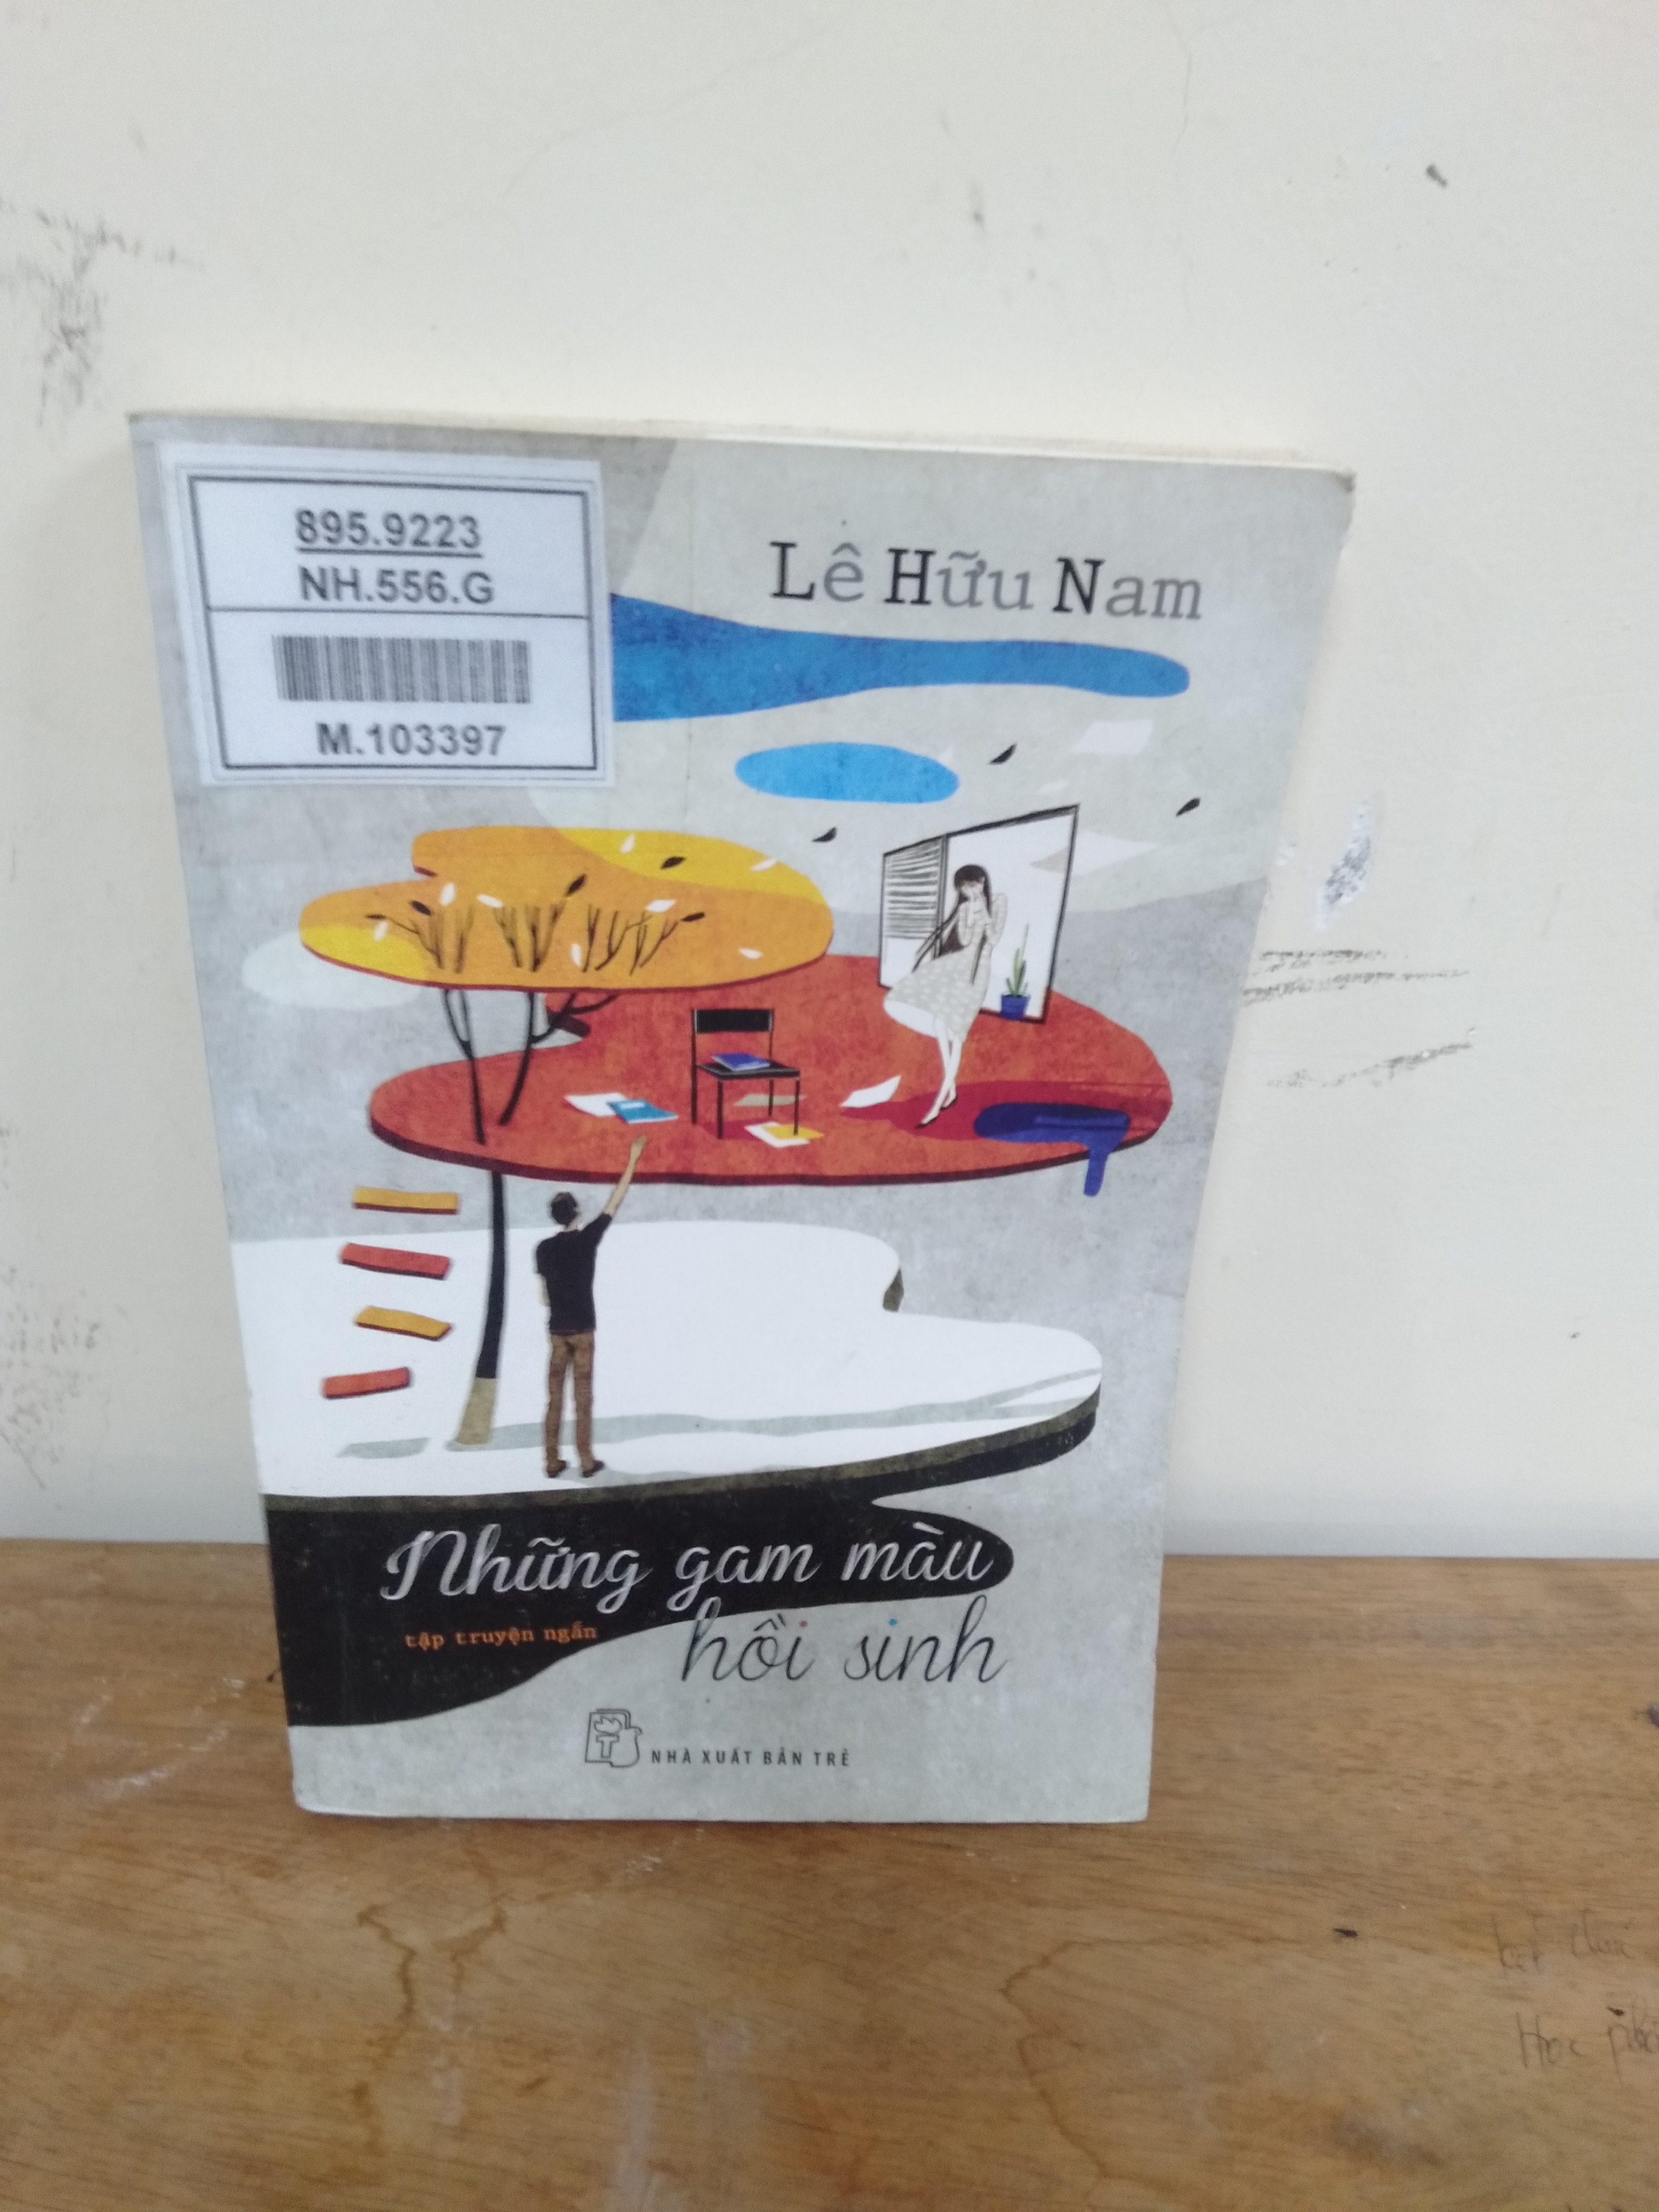 895.9223
NH.556.G
M.103397
Lê Hữu Nam
Những gam màu
hồi sinh
tập truyện ngắn
NHÀ XUẤT BẢN TRẺ
Học